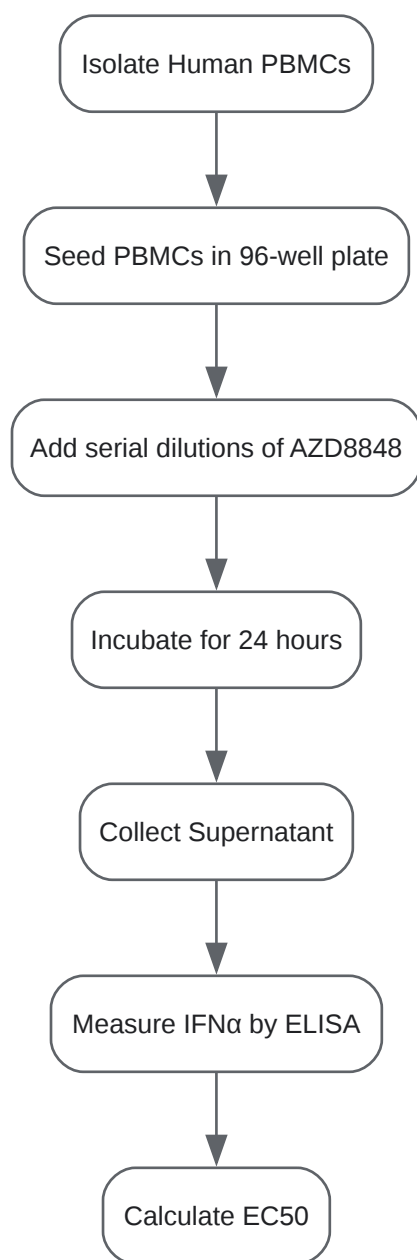 Isolate Human PBMCs
Seed PBMCs in 96-well plate
Add serial dilutions of AZD8848
Incubate for 24 hours
Collect Supernatant
Measure IFNα by ELISA
Calculate EC50